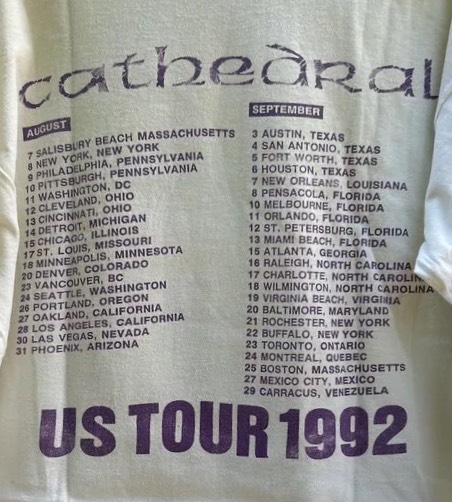 cathedral
AUGUST
7 SALISBURY BEACH MASSACHUSETTS
8 NEW YORK, NEW YORK
9 PHILADELPHIA, PENNSYLVANIA
10 PITTSBURGH, PENNSYLVANIA
11 WASHINGTON, DC
12 CLEVELAND, OHIO
13 CINCINNATI, OHIO
14 DETROIT, MICHIGAN
15 CHICAGO, ILLINOIS
17 ST. LOUIS, MISSOURI
18 MINNEAPOLIS, MINNESOTA
20 DENVER, COLORADO
23 VANCOUVER, BC
24 SEATTLE, WASHINGTON
26 PORTLAND, OREGON
27 OAKLAND, CALIFORNIA
28 LOS ANGELES, CALIFORNIA
30 LAS VEGAS, NEVADA
31 PHOENIX, ARIZONA
SEPTEMBER
3 AUSTIN, TEXAS
4 SAN ANTONIO, TEXAS
5 FORT WORTH, TEXAS
6 HOUSTON, TEXAS
7 NEW ORLEANS, LOUISIANA
8 PENSACOLA, FLORIDA
10 MELBOURNE, FLORIDA
11 ORLANDO, FLORIDA
12 ST. PETERSBURG, FLORIDA
13 MIAMI BEACH, FLORIDA
15 ATLANTA, GEORGIA
16 RALEIGH, NORTH CAROLINA
17 CHARLOTTE, NORTH CAROLINA
18 WILMINGTON, NORTH CAROLINA
19 VIRGINIA BEACH, VIRGINIA
20 BALTIMORE, MARYLAND
21 ROCHESTER, NEW YORK
22 BUFFALO, NEW YORK
23 TORONTO, ONTARIO
24 MONTREAL, QUEBEC
25 BOSTON, MASSACHUSETTS
27 MEXICO CITY, MEXICO
29 CARRACUS, VENEZUELA
US TOUR 1992